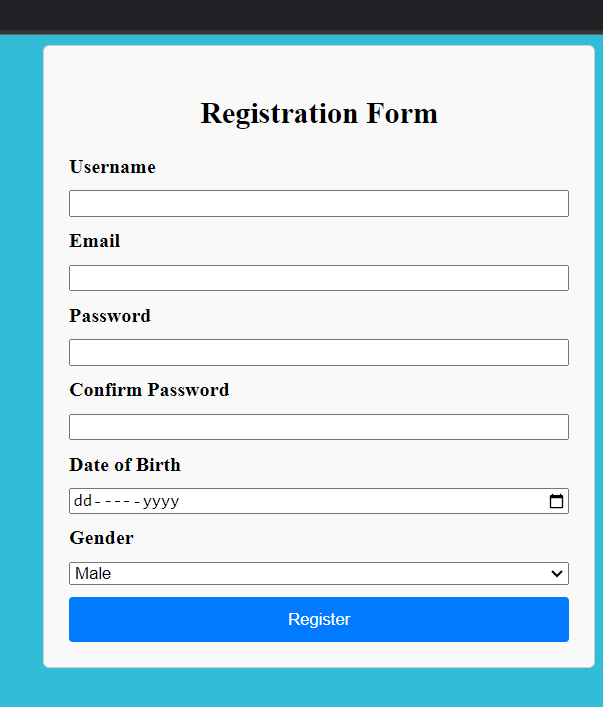 Registration Form
Username
Email
Password
Confirm Password
Date of Birth
dd-----yyyy
Gender
Male
Register